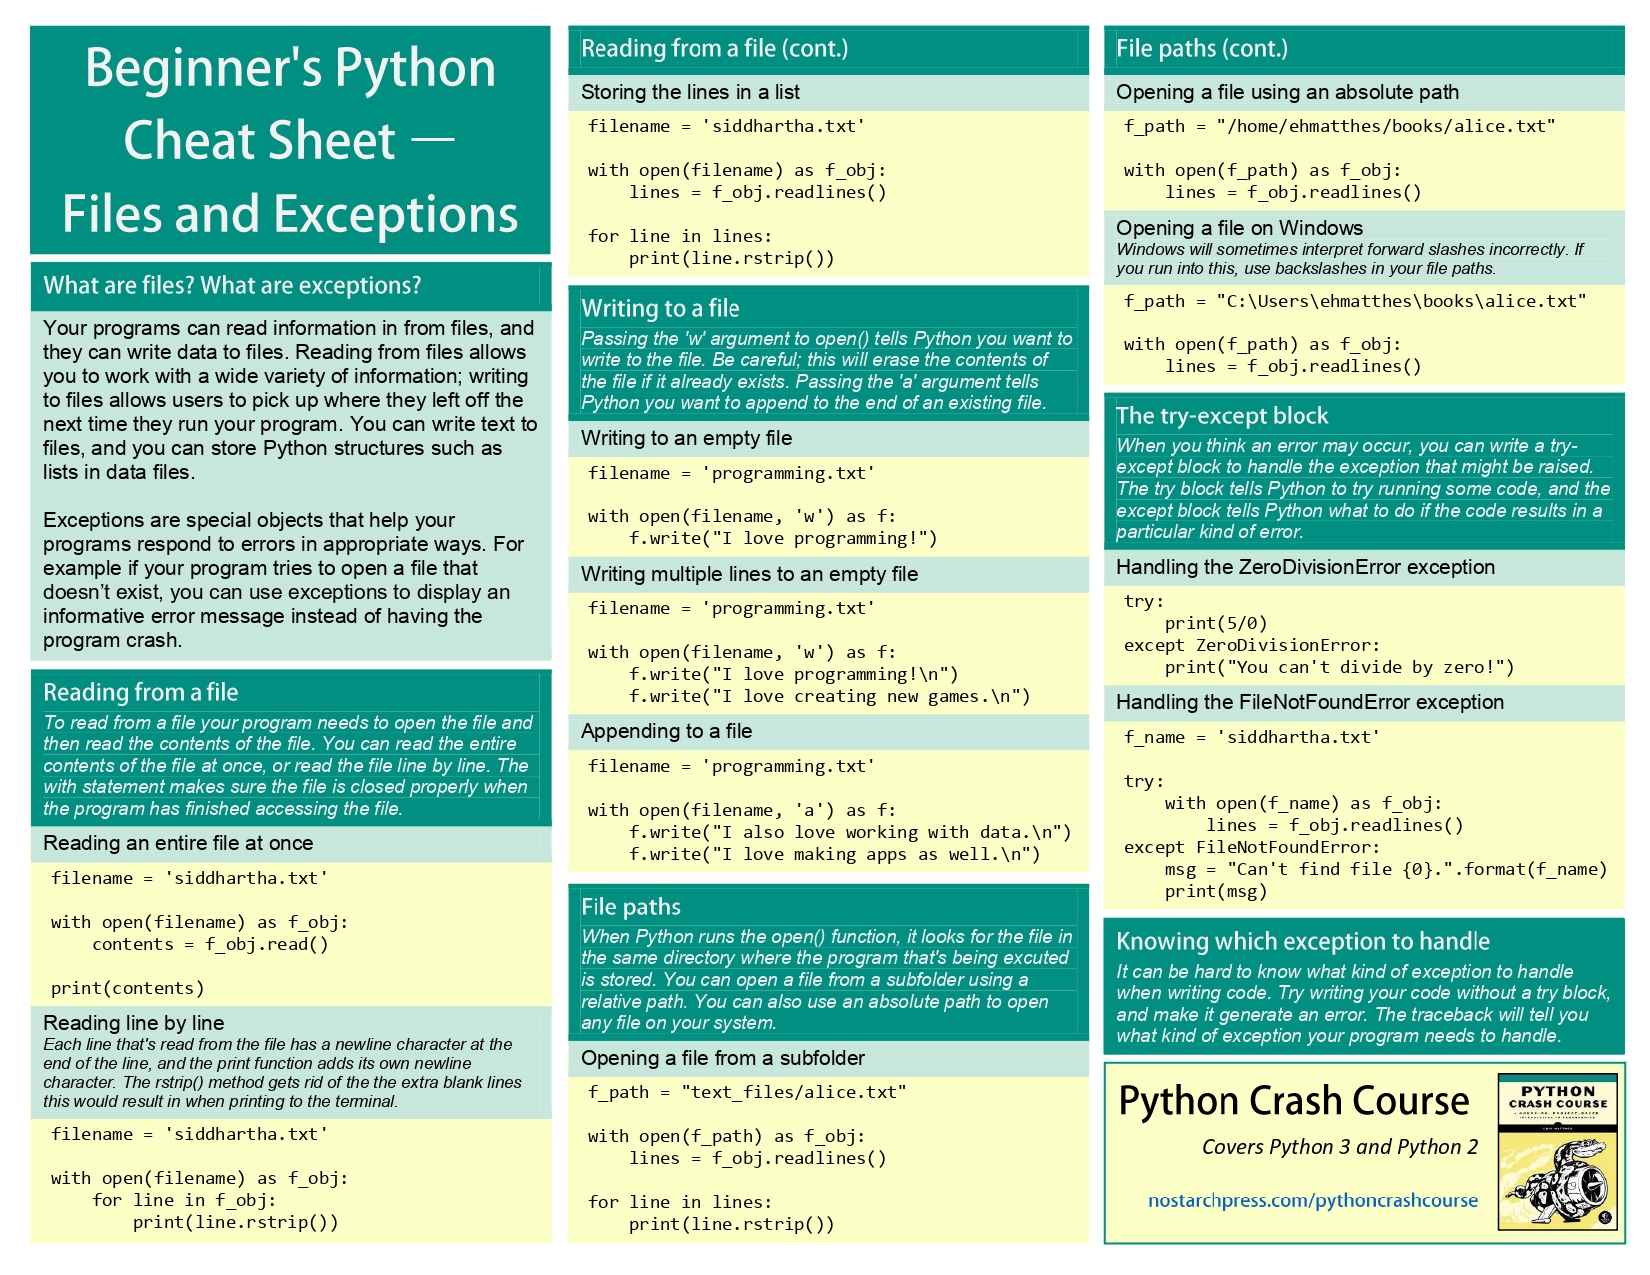 Beginner's Python
Cheat Sheet —
Files and Exceptions
What are files? What are exceptions?
Your programs can read information in from files, and
they can write data to files. Reading from files allows
you to work with a wide variety of information; writing
to files allows users to pick up where they left off the
next time they run your program. You can write text to
files, and you can store Python structures such as
lists in data files.
Exceptions are special objects that help your
programs respond to errors in appropriate ways. For
example if your program tries to open a file that
doesn’t exist, you can use exceptions to display an
informative error message instead of having the
program crash.
Reading from a file
To read from a file your program needs to open the file and
then read the contents of the file. You can read the entire
contents of the file at once, or read the file line by line. The
with statement makes sure the file is closed properly when
the program has finished accessing the file.
Reading an entire file at once
filename = 'siddhartha.txt'
with open(filename) as f_obj:
    contents = f_obj.read()
print(contents)
Reading line by line
Each line that's read from the file has a newline character at the
end of the line, and the print function adds its own newline
character. The rstrip() method gets rid of the the extra blank lines
this would result in when printing to the terminal.
filename = 'siddhartha.txt'
with open(filename) as f_obj:
    for line in f_obj:
        print(line.rstrip())
Reading from a file (cont.)
Storing the lines in a list
filename = 'siddhartha.txt'
with open(filename) as f_obj:
    lines = f_obj.readlines()
for line in lines:
    print(line.rstrip())
Writing to a file
Passing the 'w' argument to open() tells Python you want to
write to the file. Be careful; this will erase the contents of
the file if it already exists. Passing the 'a' argument tells
Python you want to append to the end of an existing file.
Writing to an empty file
filename = 'programming.txt'
with open(filename, 'w') as f:
    f.write("I love programming!")
Writing multiple lines to an empty file
filename = 'programming.txt'
with open(filename, 'w') as f:
    f.write("I love programming!\n")
    f.write("I love creating new games.\n")
Appending to a file
filename = 'programming.txt'
with open(filename, 'a') as f:
    f.write("I also love working with data.\n")
    f.write("I love making apps as well.\n")
File paths
When Python runs the open() function, it looks for the file in
the same directory where the program that's being excuted
is stored. You can open a file from a subfolder using a
relative path. You can also use an absolute path to open
any file on your system.
Opening a file from a subfolder
f_path = "text_files/alice.txt"
with open(f_path) as f_obj:
    lines = f_obj.readlines()
for line in lines:
    print(line.rstrip())
File paths (cont.)
Opening a file using an absolute path
f_path = "/home/ehmatthes/books/alice.txt"
with open(f_path) as f_obj:
    lines = f_obj.readlines()
Opening a file on Windows
Windows will sometimes interpret forward slashes incorrectly. If
you run into this, use backslashes in your file paths.
f_path = "C:\Users\ehmatthes\books\alice.txt"
with open(f_path) as f_obj:
    lines = f_obj.readlines()
The try-except block
When you think an error may occur, you can write a try-
except block to handle the exception that might be raised.
The try block tells Python to try running some code, and the
except block tells Python what to do if the code results in a
particular kind of error.
Handling the ZeroDivisionError exception
try:
    print(5/0)
except ZeroDivisionError:
    print("You can't divide by zero!")
Handling the FileNotFoundError exception
f_name = 'siddhartha.txt'
try:
    with open(f_name) as f_obj:
        lines = f_obj.readlines()
except FileNotFoundError:
    msg = "Can't find file {0}.".format(f_name)
    print(msg)
Knowing which exception to handle
It can be hard to know what kind of exception to handle
when writing code. Try writing your code without a try block,
and make it generate an error. The traceback will tell you
what kind of exception your program needs to handle.
Python Crash Course
Covers Python 3 and Python 2
nostarchpress.com/pythoncrashcourse
PYTHON
CRASH COURSE